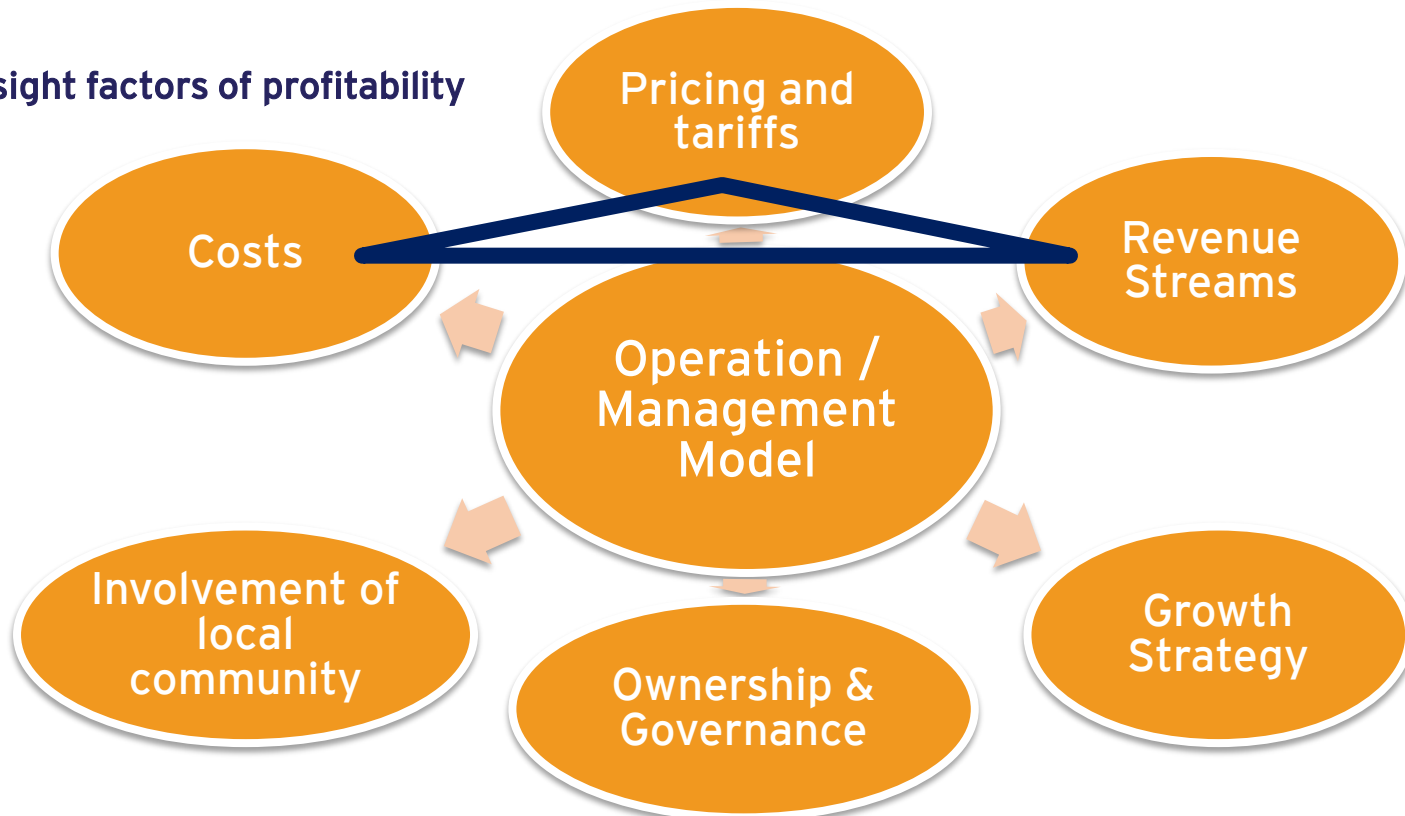 sight factors of profitability
Pricing and
tariffs
Costs
Revenue
Streams
Operation /
Management
Model
Involvement of
local
community
Ownership &
Governance
Growth
Strategy